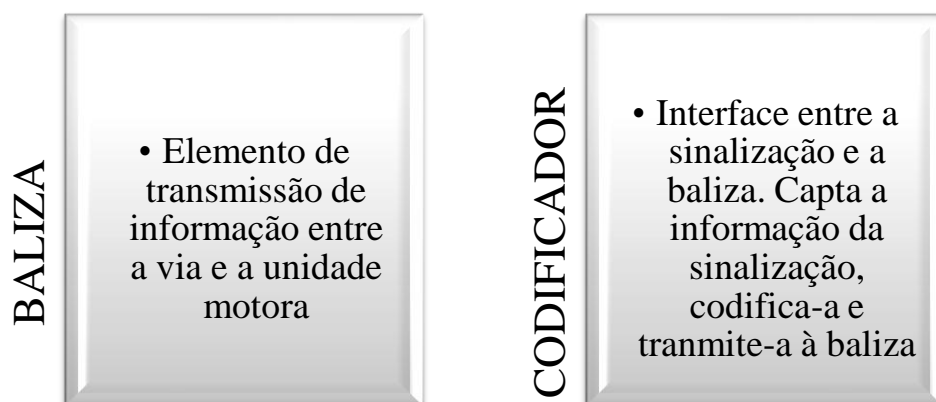 BALIZA
• Elemento de
transmissão de
informação entre
a via e a unidade
motora
CODIFICADOR
• Interface entre a
sinalização e a
baliza. Capta a
informação da
sinalização,
codifica-a e
tranmite-a à baliza